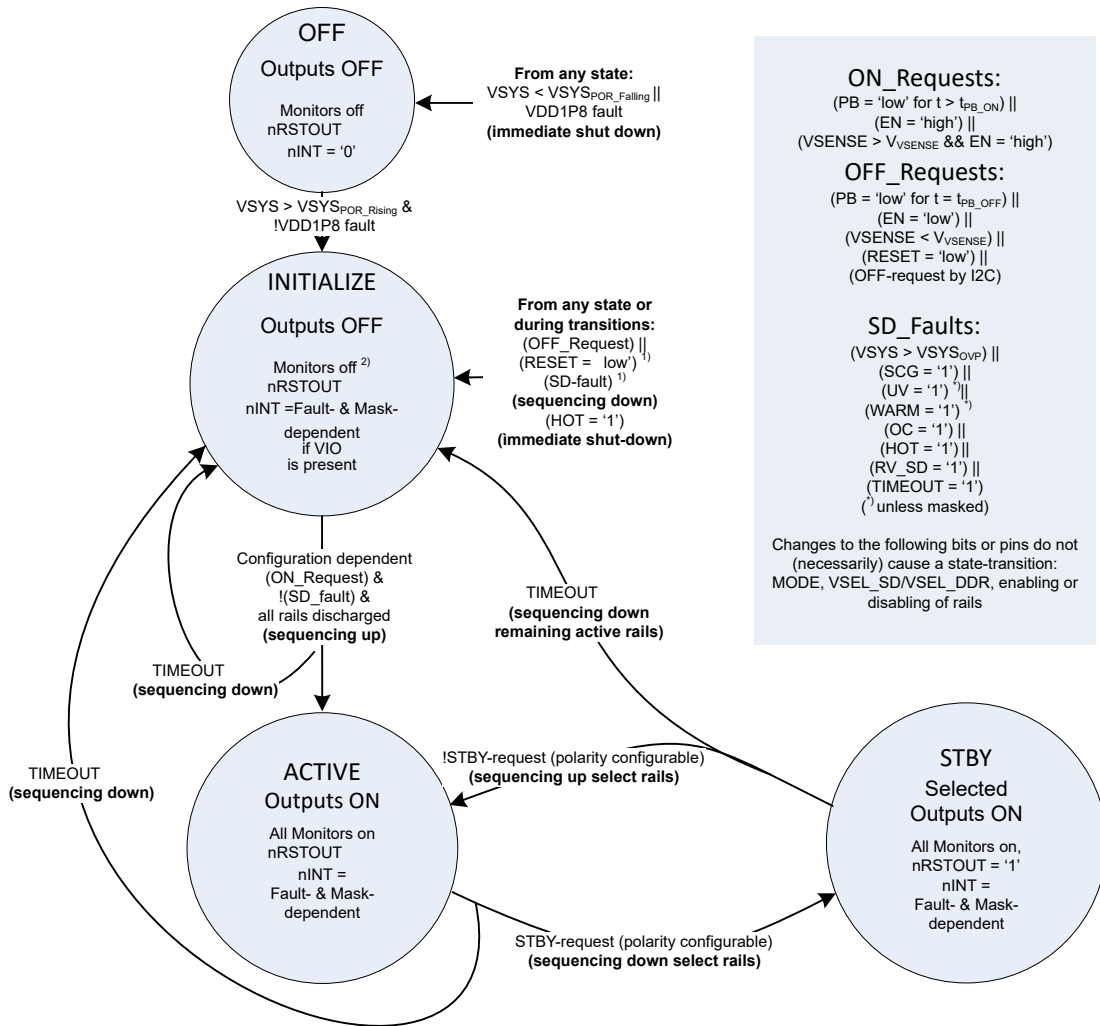 OFF
Outputs OFF
Monitors off
nRSTOUT
nINT = '0'
From any state:
VSYS < VSYSPOR_Falling ||
VDD1P8 fault
(immediate shut down)
VSYS > VSYSPOR_Rising &
!VDD1P8 fault
INITIALIZE
Outputs OFF
Monitors off 2)
nRSTOUT
nINT =Fault- & Mask-
dependent
if VIO
is present
From any state or
during transitions:
(OFF_Request) ||
(RESET = low') 1)
(SD-fault) 1)
(sequencing down)
(HOT = '1')
(immediate shut-down)
Configuration dependent
(ON_Request) &
!(SD_fault) &
all rails discharged
(sequencing up)
TIMEOUT
(sequencing down)
TIMEOUT
(sequencing down
remaining active rails)
TIMEOUT
(sequencing down)
ACTIVE
Outputs ON
All Monitors on
nRSTOUT
nINT =
Fault- & Mask-
dependent
!STBY-request (polarity configurable)
(sequencing up select rails)
STBY-request (polarity configurable)
(sequencing down select rails)
STBY
Selected
Outputs ON
All Monitors on,
nRSTOUT = '1'
nINT =
Fault- & Mask-
dependent
ON_Requests:
(PB = 'low' for t > tPB_ON) ||
(EN = 'high') ||
(VSENSE > VVSENSE && EN = 'high')
OFF_Requests:
(PB = 'low' for t = tPB_OFF) ||
(EN = 'low') ||
(VSENSE < VVSENSE) ||
(RESET = 'low') ||
(OFF-request by I2C)
SD_Faults:
(VSYS > VSYSOVP) ||
(SCG = '1') ||
(UV = '1') *)||
(WARM = '1') *)
(OC = '1') ||
(HOT = '1') ||
(RV_SD = '1') ||
(TIMEOUT = '1')
(*) unless masked)
Changes to the following bits or pins do not
(necessarily) cause a state-transition:
MODE, VSEL_SD/VSEL_DDR, enabling or
disabling of rails